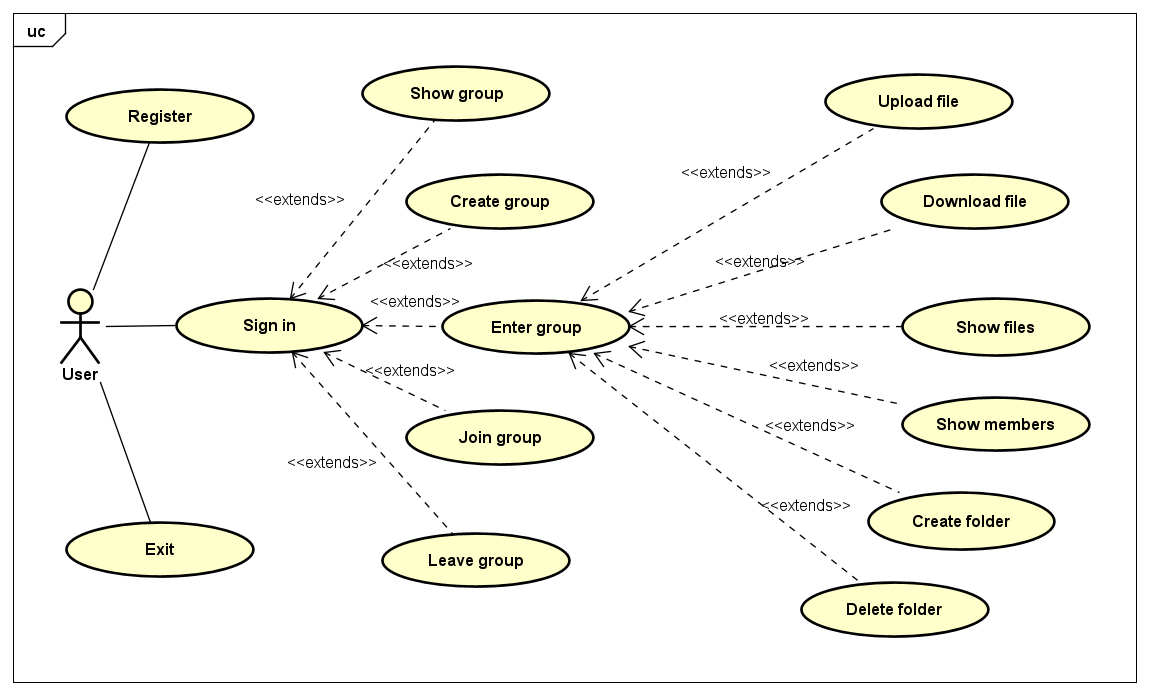 uc
Show group
Upload file
Register
<<extends>>
<<extends>>
Create group
Download file
<<extends>>
<<extends>>
<<extends>>
<<extends>>
Sign in
Enter group
Show files
<<extends>>
<<extends>>
User
Show members
<<extends>>
Join group
<<extends>>
<<extends>>
Create folder
Exit
Leave group
Delete folder